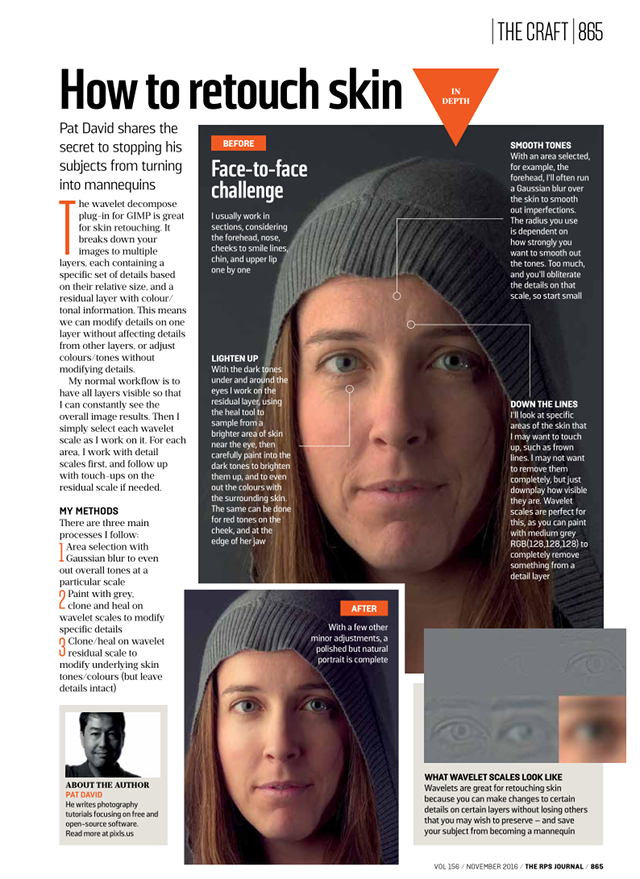 THE CRAFT 865
How to retouch skin
IN
DEPTH
Pat David shares the
secret to stopping his
subjects from turning
into mannequins
The wavelet decompose
plug-in for GIMP is great
for skin retouching. It
breaks down your
images to multiple
layers, each containing a
specific set of details based
on their relative size, and a
residual layer with colour/
tonal information. This means
we can modify details on one
layer without affecting details
from other layers, or adjust
colours/tones without
modifying details.
My normal workflow is to
have all layers visible so that
I can constantly see the
overall image results. Then I
simply select each wavelet
scale as I work on it. For each
area, I work with detail
scales first, and follow up
with touch-ups on the
residual scale if needed.
MY METHODS
There are three main
processes I follow:
1 Area selection with
Gaussian blur to even
out overall tones at a
particular scale
2 Paint with grey,
clone and heal on
wavelet scales to modify
specific details
3 Clone/heal on wavelet
residual scale to
modify underlying skin
tones/colours (but leave
details intact)
ABOUT THE AUTHOR
PAT DAVID
He writes photography
tutorials focusing on free and
open-source software.
Read more at pixls.us
BEFORE
Face-to-face
challenge
I usually work in
sections, considering
the forehead, nose,
cheeks to smile lines,
chin, and upper lip
one by one
LIGHTEN UP
With the dark tones
under and around the
eyes I work on the
residual layer, using
the heal tool to
sample from a
brighter area of skin
near the eye, then
carefully paint into the
dark tones to brighten
them up, and to even
out the colours with
the surrounding skin.
The same can be done
for red tones on the
cheek, and at the
edge of her jaw
SMOOTH TONES
With an area selected,
for example, the
forehead, I'll often run
a Gaussian blur over
the skin to smooth
out imperfections.
The radius you use
is dependent on
how strongly you
want to smooth out
the tones. Too much,
and you'll obliterate
the details on that
scale, so start small
DOWN THE LINES
I'll look at specific
areas of the skin that
I may want to touch
up, such as frown
lines. I may not want
to remove them
completely, but just
downplay how visible
they are. Wavelet
scales are perfect for
this, as you can paint
with medium grey
RGB(128,128,128) to
completely remove
something from a
detail layer
AFTER
With a few other
minor adjustments, a
polished but natural
portrait is complete
WHAT WAVELET SCALES LOOK LIKE
Wavelets are great for retouching skin
because you can make changes to certain
details on certain layers without losing others
that you may wish to preserve – and save
your subject from becoming a mannequin
VOL 156 / NOVEMBER 2016 / THE RPS JOURNAL / 865